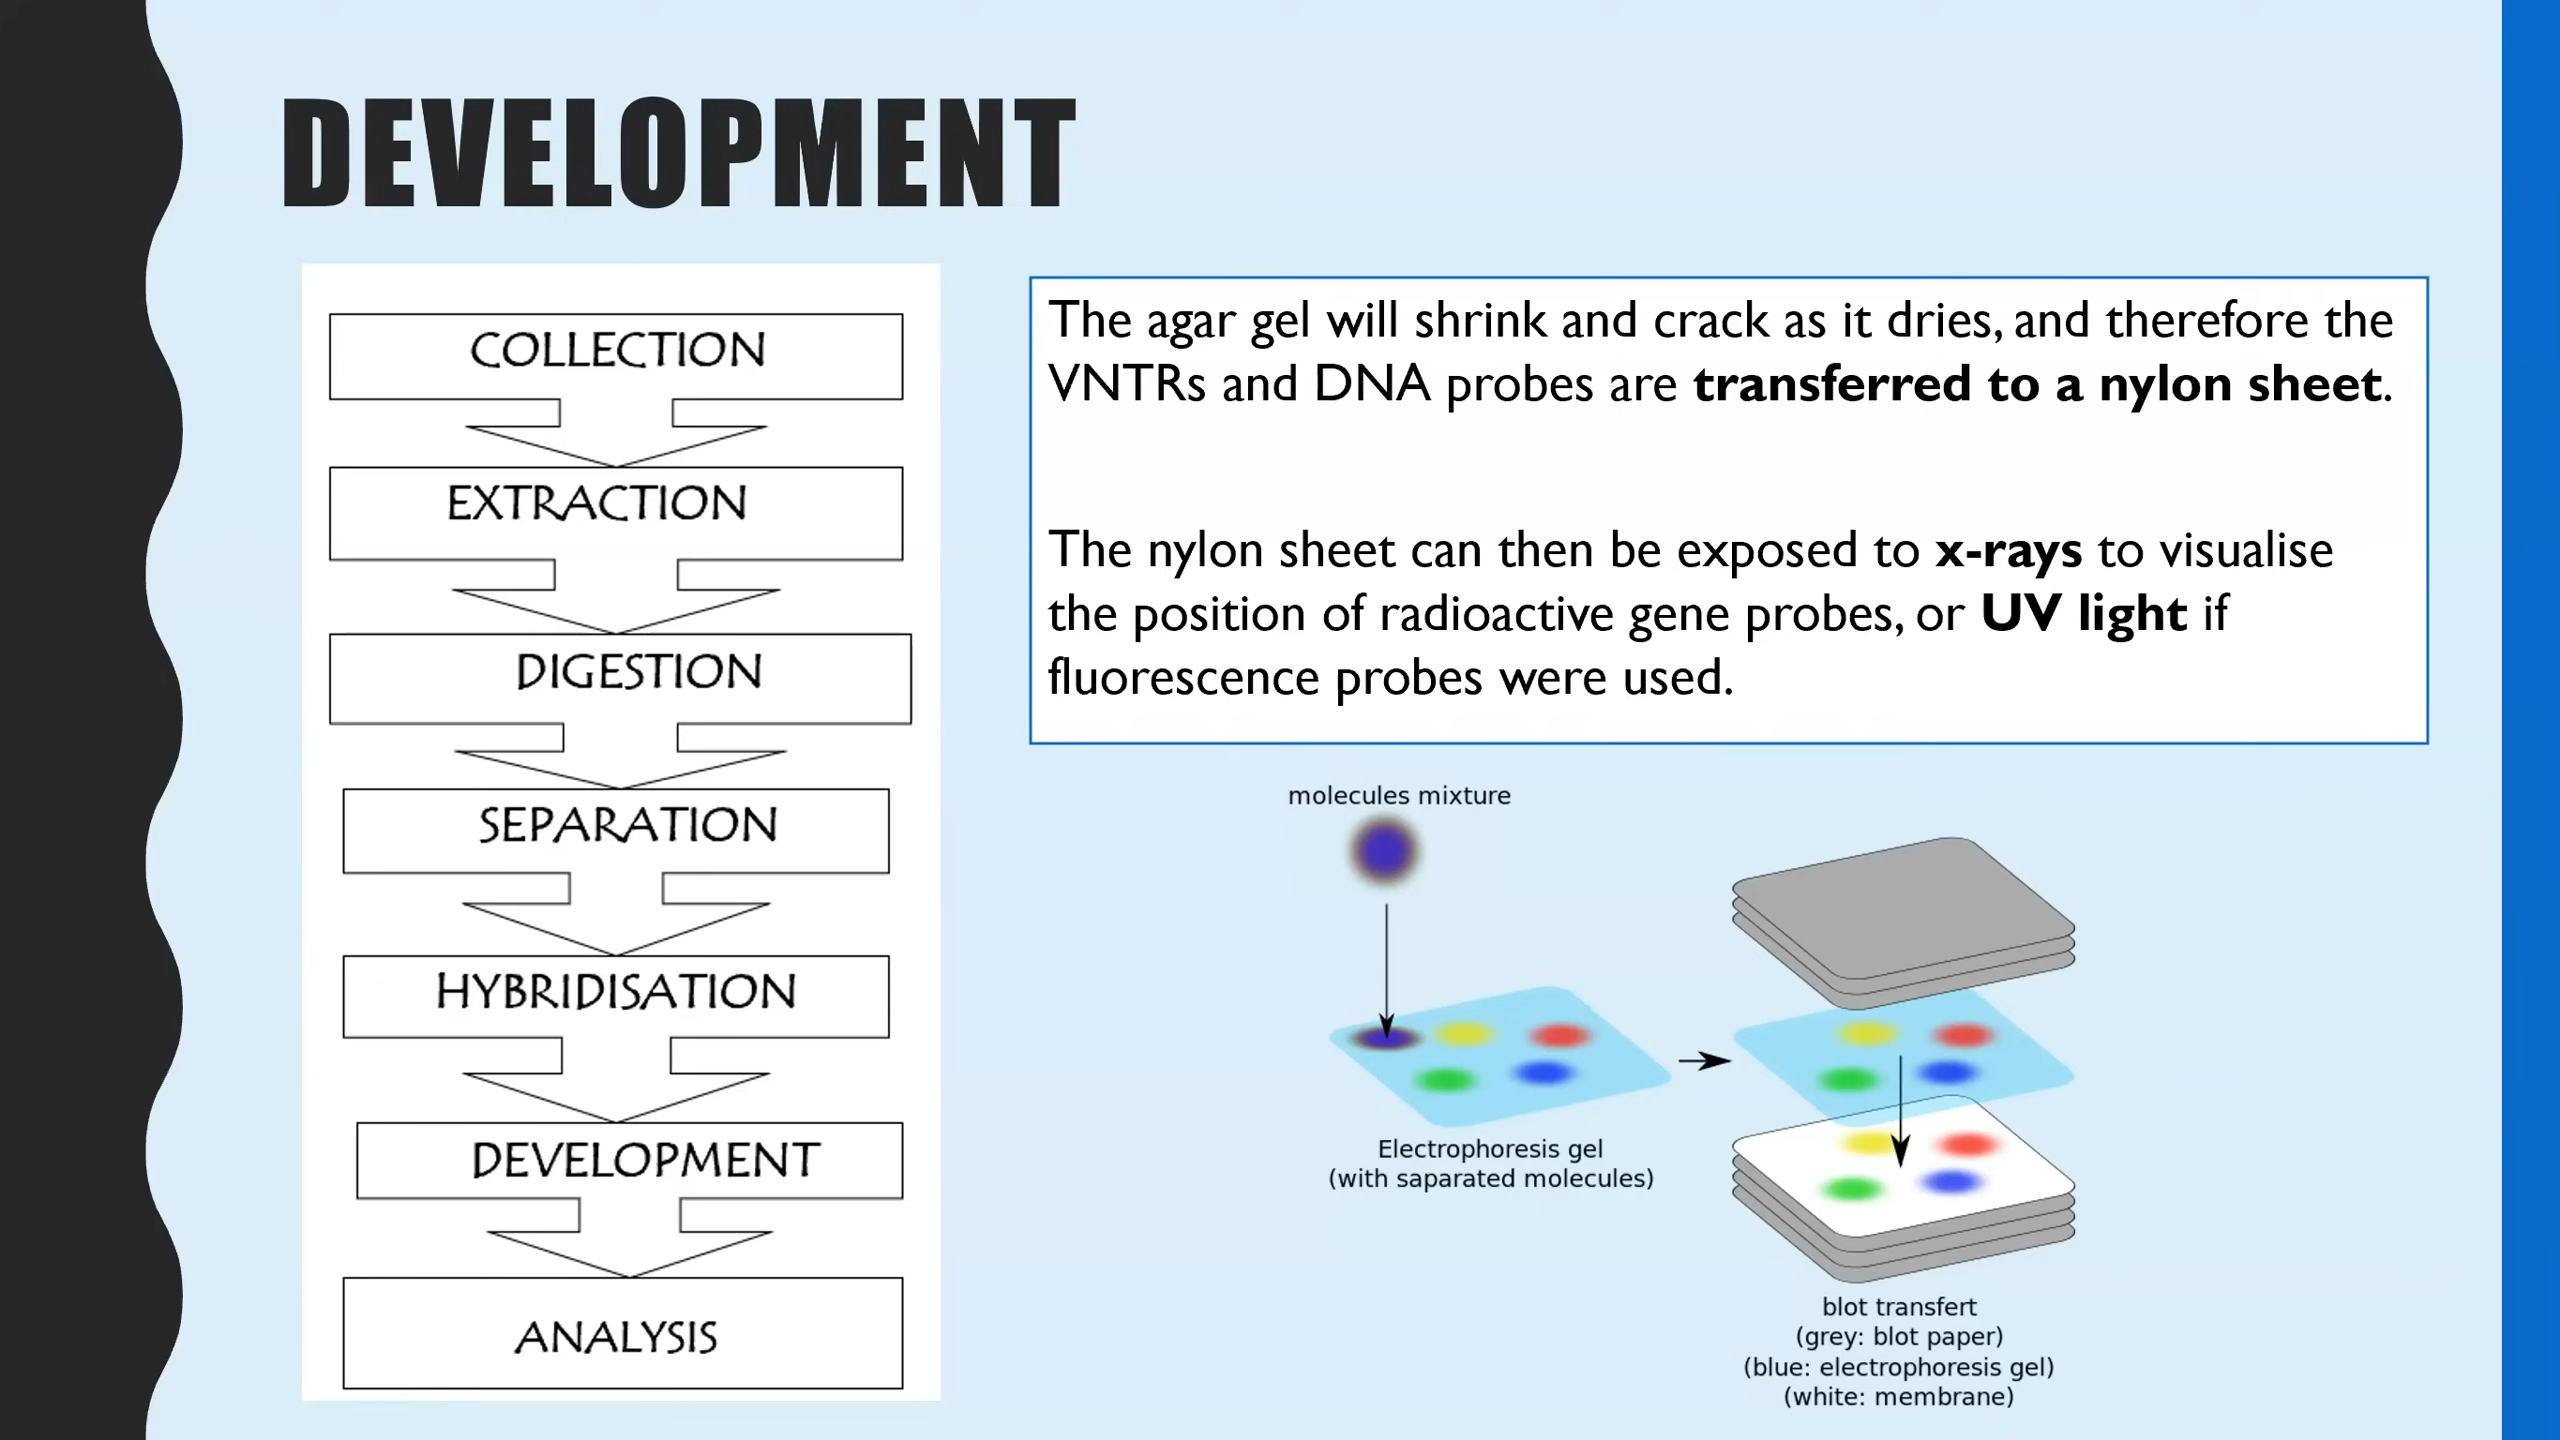 DEVELOPMENT
COLLECTION
EXTRACTION
DIGESTION
SEPARATION
HYBRIDISATION
DEVELOPMENT
ANALYSIS
The agar gel will shrink and crack as it dries, and therefore the
VNTRs and DNA probes are transferred to a nylon sheet.
The nylon sheet can then be exposed to x-rays to visualise
the position of radioactive gene probes, or UV light if
fluorescence probes were used.
molecules mixture
Electrophoresis gel
(with saparated molecules)
blot transfert
(grey: blot paper)
(blue: electrophoresis gel)
(white: membrane)